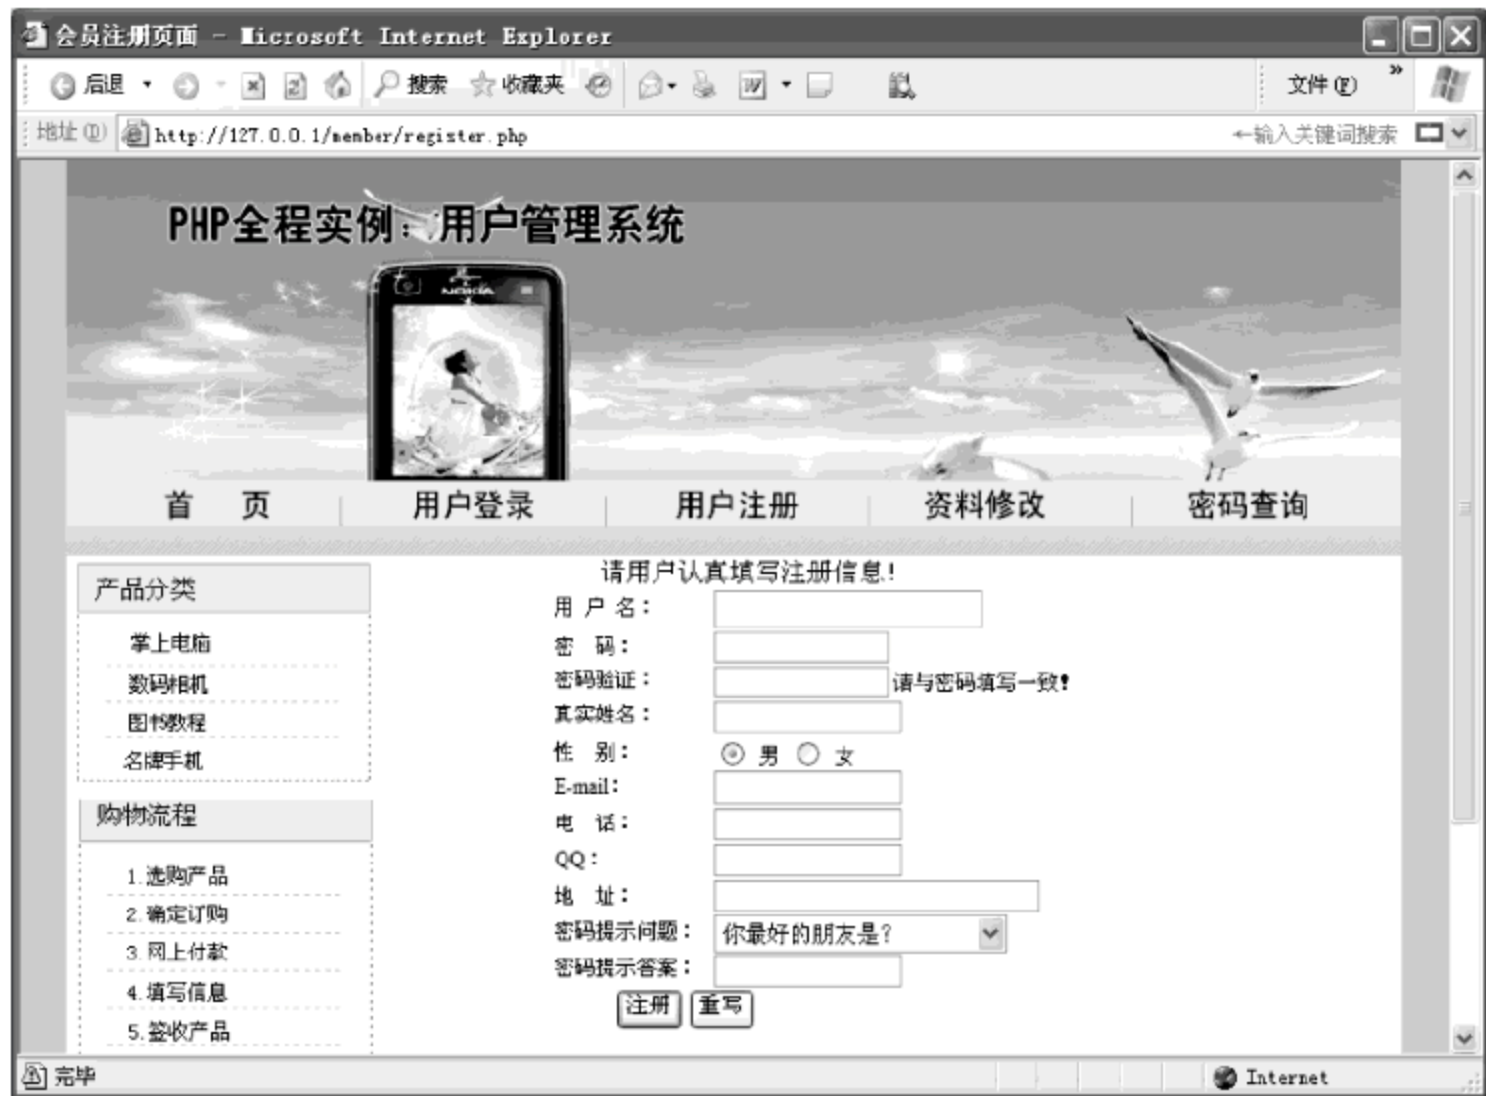 会员注册页面 - Microsoft Internet Explorer
后退 搜索 收藏夹 文件(F) »
地址(D) http://127.0.0.1/member/register.php ←输入关键词搜索
PHP全程实例:用户管理系统
NOKIA
首 页 用户登录 用户注册 资料修改 密码查询
产品分类
掌上电脑
数码相机
图书教程
名牌手机
购物流程
1.选购产品
2.确定订购
3.网上付款
4.填写信息
5.签收产品
请用户认真填写注册信息!
用 户 名:
密 码:
密码验证: 请与密码填写一致!
真实姓名:
性 别: 男 女
E-mail:
电 话:
QQ:
地 址:
密码提示问题: 你最好的朋友是?
密码提示答案:
注册 重写
完毕 Internet